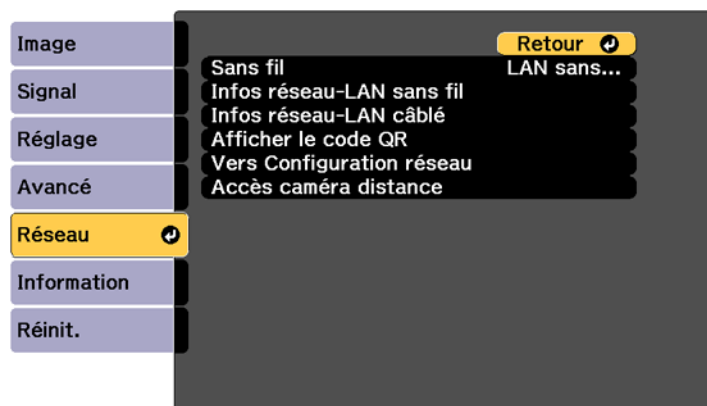 Image
Signal
Réglage
Avancé
Réseau
Information
Réinit.
Retour
Sans fil LAN sans...
Infos réseau-LAN sans fil
Infos réseau-LAN câblé
Afficher le code QR
Vers Configuration réseau
Accès caméra distance